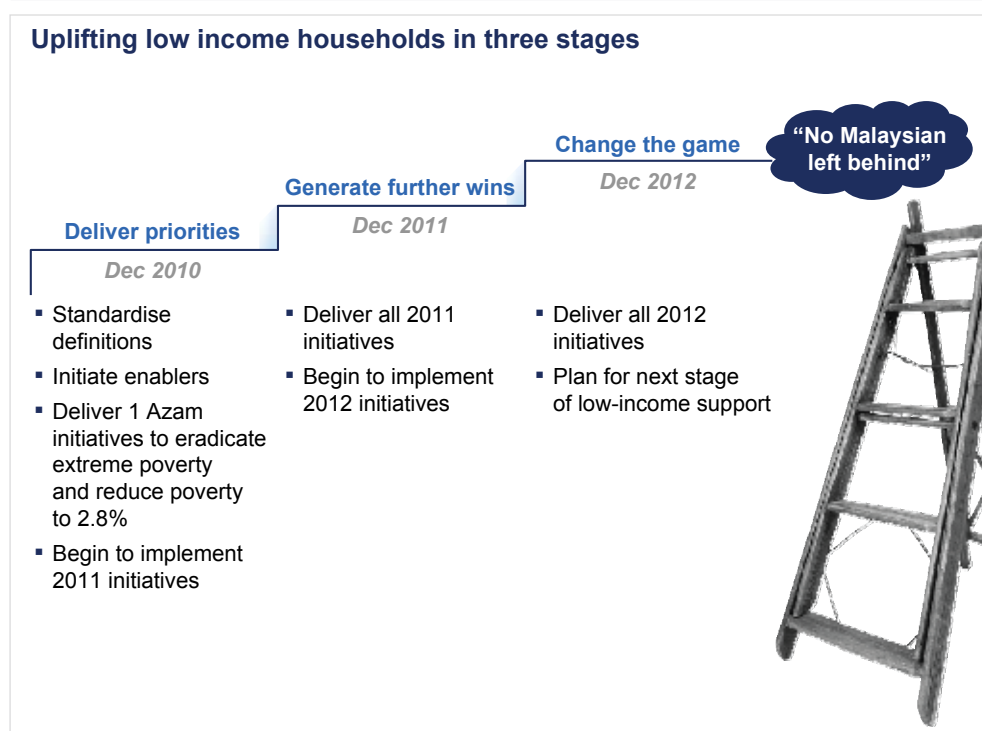 Uplifting low income households in three stages
“No Malaysian
left behind”
Change the game
Dec 2012
Generate further wins
Dec 2011
Deliver priorities
Dec 2010
▪ Standardise
definitions
▪ Initiate enablers
▪ Deliver 1 Azam
initiatives to eradicate
extreme poverty
and reduce poverty
to 2.8%
▪ Begin to implement
2011 initiatives
▪ Deliver all 2011
initiatives
▪ Begin to implement
2012 initiatives
▪ Deliver all 2012
initiatives
▪ Plan for next stage
of low-income support